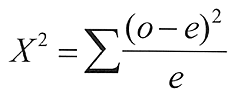 X² = ∑ (o − e)² / e